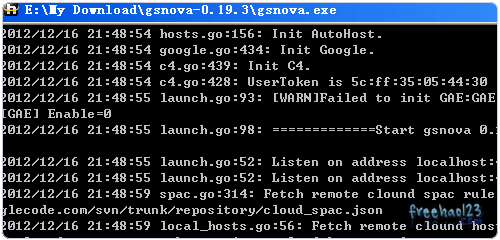 E:\My Download\gsnova-0.19.3\gsnova.exe
2012/12/16 21:48:54 hosts.go:156: Init AutoHost.
2012/12/16 21:48:54 google.go:434: Init Google.
2012/12/16 21:48:54 c4.go:439: Init C4.
2012/12/16 21:48:54 c4.go:428: UserToken is 5c:ff:35:05:44:30
2012/12/16 21:48:55 launch.go:93: [WARN]Failed to init GAE:GAE
[GAE] Enable=0
2012/12/16 21:48:55 launch.go:98: =============Start gsnova 0.1
2012/12/16 21:48:55 launch.go:52: Listen on address localhost:4
2012/12/16 21:48:55 launch.go:52: Listen on address localhost:
2012/12/16 21:48:59 spac.go:314: Fetch remote clound spac rule
glecode.com/svn/trunk/repository/cloud_spac.json
2012/12/16 21:48:59 local_hosts.go:56: Fetch remote clound hos
freehao123
.com